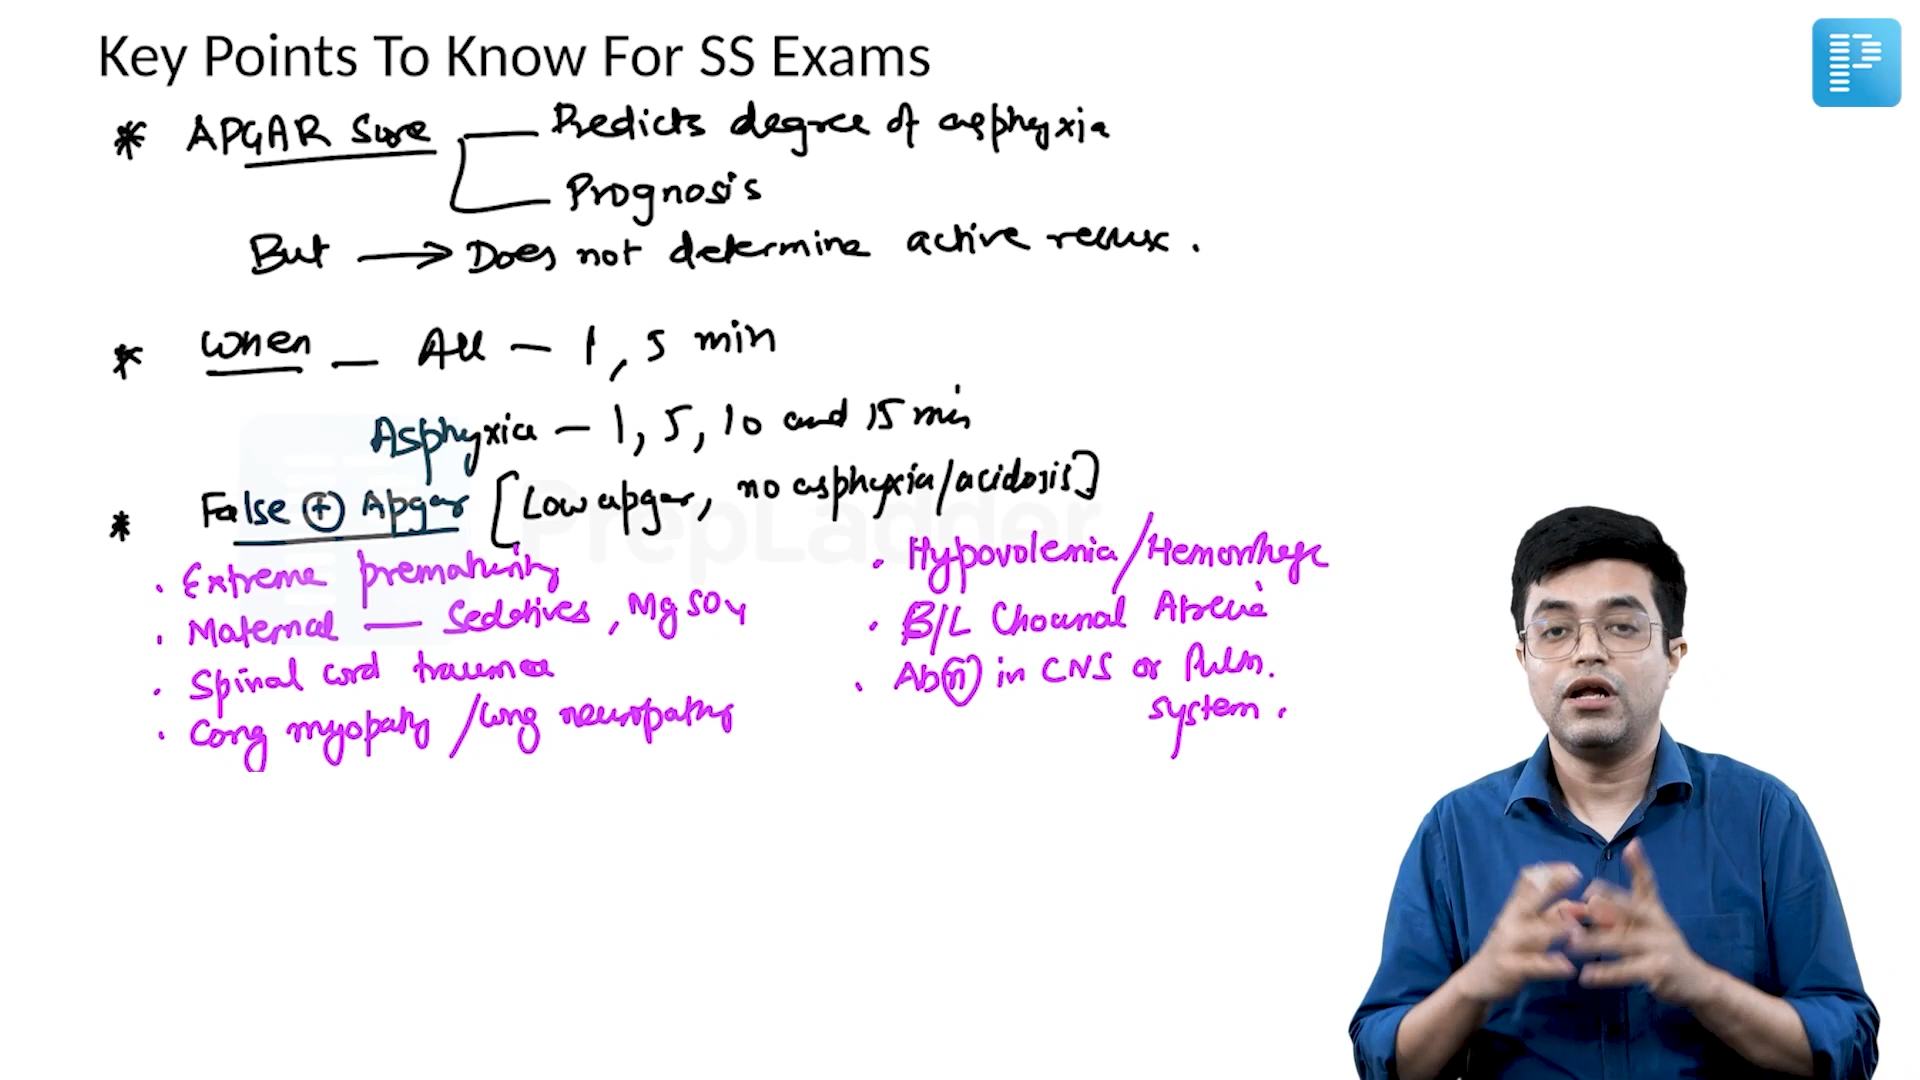 Key Points To Know For SS Exams
* APGAR Score — Predicts degree of asphyxia
Prognosis
But → Does not determine active resus.
* When — All — 1, 5 min
Asphyxia — 1, 5, 10 and 15 min
* False ⊕ Apgar [Low apgar, no asphyxia/acidosis]
• Extreme prematurity
• Maternal — Sedatives, MgSO4
• Spinal cord trauma
• Cong myopathy / Cong neuropathy
• Hypovolemia/Hemorrhage
• B/L Choanal Atresia
• Abⓝ in CNS or Pulm.
system.
PrepLadder